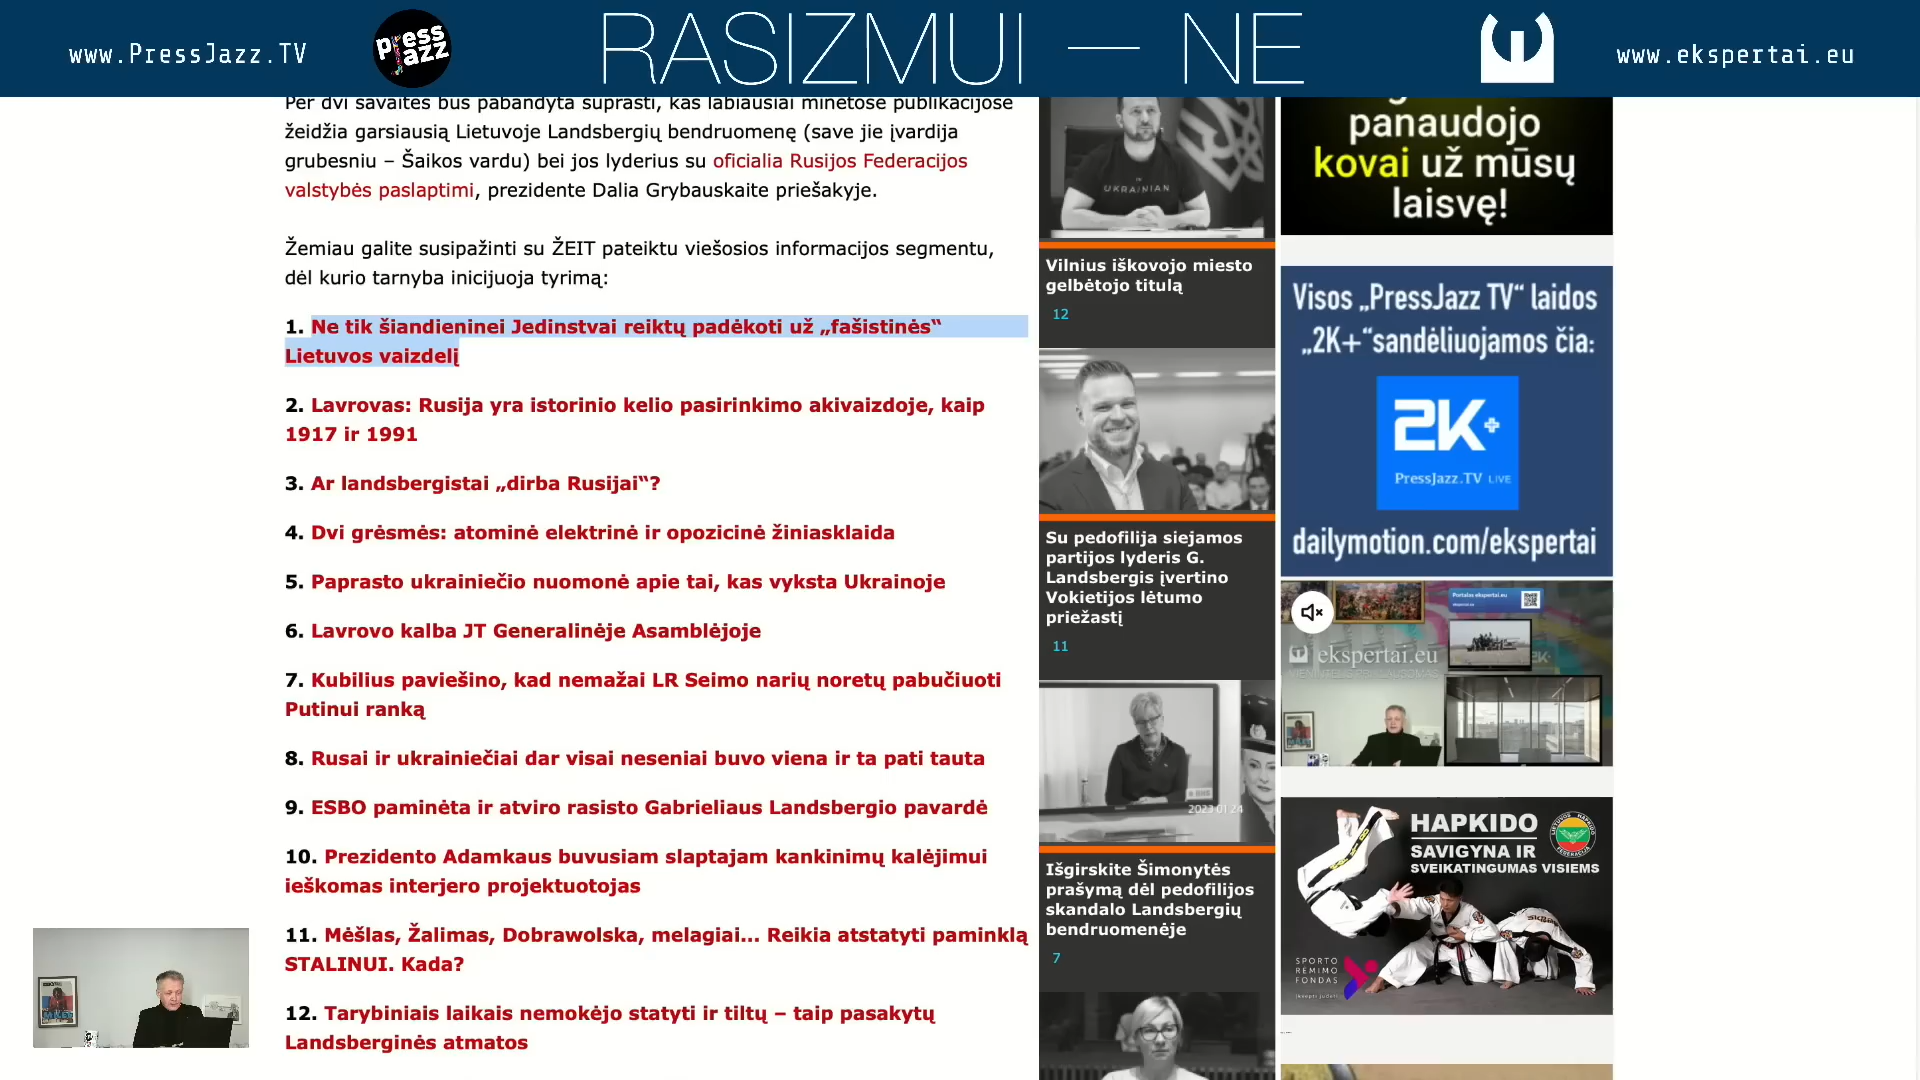 www.PressJazz.TV
press
jazz
RASIZMUI — NE
www.ekspertai.eu
Per dvi savaites bus pabandyta suprasti, kas labiausiai minėtose publikacijose
žeidžia garsiausią Lietuvoje Landsbergių bendruomenę (save jie įvardija
grubesniu – Šaikos vardu) bei jos lyderius su oficialia Rusijos Federacijos
valstybės paslaptimi, prezidente Dalia Grybauskaite priešakyje.
Žemiau galite susipažinti su ŽEIT pateiktu viešosios informacijos segmentu,
dėl kurio tarnyba inicijuoja tyrimą:
1. Ne tik šiandieninei Jedinstvai reiktų padėkoti už „fašistinės“
Lietuvos vaizdelį
2. Lavrovas: Rusija yra istorinio kelio pasirinkimo akivaizdoje, kaip
1917 ir 1991
3. Ar landsbergistai „dirba Rusijai“?
4. Dvi grėsmės: atominė elektrinė ir opozicinė žiniasklaida
5. Paprasto ukrainiečio nuomonė apie tai, kas vyksta Ukrainoje
6. Lavrovo kalba JT Generalinėje Asamblėjoje
7. Kubilius paviešino, kad nemažai LR Seimo narių noretų pabučiuoti
Putinui ranką
8. Rusai ir ukrainiečiai dar visai neseniai buvo viena ir ta pati tauta
9. ESBO paminėta ir atviro rasisto Gabrieliaus Landsbergio pavardė
10. Prezidento Adamkaus buvusiam slaptajam kankinimų kalėjimui
ieškomas interjero projektuotojas
11. Mėšlas, Žalimas, Dobrawolska, melagiai... Reikia atstatyti paminklą
STALINUI. Kada?
12. Tarybiniais laikais nemokėjo statyti ir tiltų – taip pasakytų
Landsberginės atmatos
UKRAINIAN
Vilnius iškovojo miesto
gelbėtojo titulą
12
Su pedofilija siejamos
partijos lyderis G.
Landsbergis įvertino
Vokietijos lėtumo
priežastį
11
2023 01 24
Išgirskite Šimonytės
prašymą dėl pedofilijos
skandalo Landsbergių
bendruomenėje
7
panaudojo
kovai už mūsų
laisvę!
Visos „PressJazz TV“ laidos
„2K+“sandėliuojamos čia:
2K+
PressJazz.TV LIVE
dailymotion.com/ekspertai
Portalas ekspertai.eu
ekspertai.eu
2K+
HAPKIDO
SAVIGYNA IR
SVEIKATINGUMAS VISIEMS
SPORTO
RĖMIMO
FONDAS